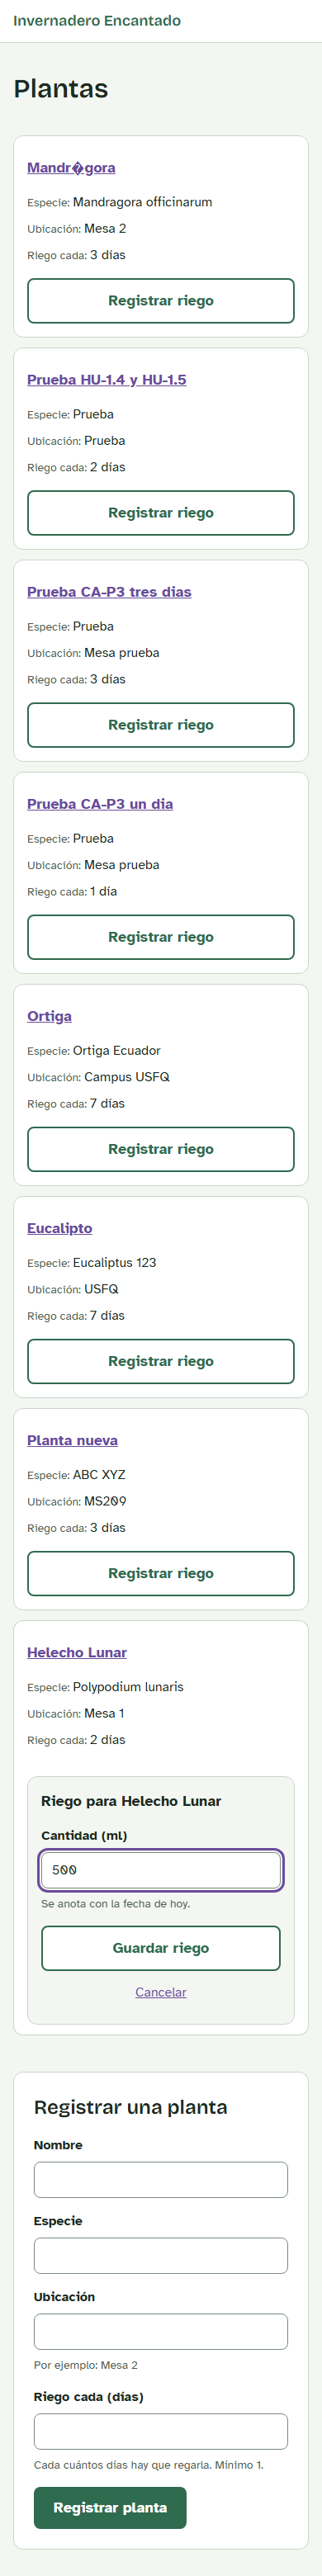 Invernadero Encantado
Plantas
Mandr�gora
Especie: Mandragora officinarum
Ubicación: Mesa 2
Riego cada: 3 días
Registrar riego
Prueba HU-1.4 y HU-1.5
Especie: Prueba
Ubicación: Prueba
Riego cada: 2 días
Registrar riego
Prueba CA-P3 tres dias
Especie: Prueba
Ubicación: Mesa prueba
Riego cada: 3 días
Registrar riego
Prueba CA-P3 un dia
Especie: Prueba
Ubicación: Mesa prueba
Riego cada: 1 día
Registrar riego
Ortiga
Especie: Ortiga Ecuador
Ubicación: Campus USFQ
Riego cada: 7 días
Registrar riego
Eucalipto
Especie: Eucaliptus 123
Ubicación: USFQ
Riego cada: 7 días
Registrar riego
Planta nueva
Especie: ABC XYZ
Ubicación: MS209
Riego cada: 3 días
Registrar riego
Helecho Lunar
Especie: Polypodium lunaris
Ubicación: Mesa 1
Riego cada: 2 días
Riego para Helecho Lunar
Cantidad (ml)
500
Se anota con la fecha de hoy.
Guardar riego
Cancelar
Registrar una planta
Nombre
Especie
Ubicación
Por ejemplo: Mesa 2
Riego cada (días)
Cada cuántos días hay que regarla. Mínimo 1.
Registrar planta